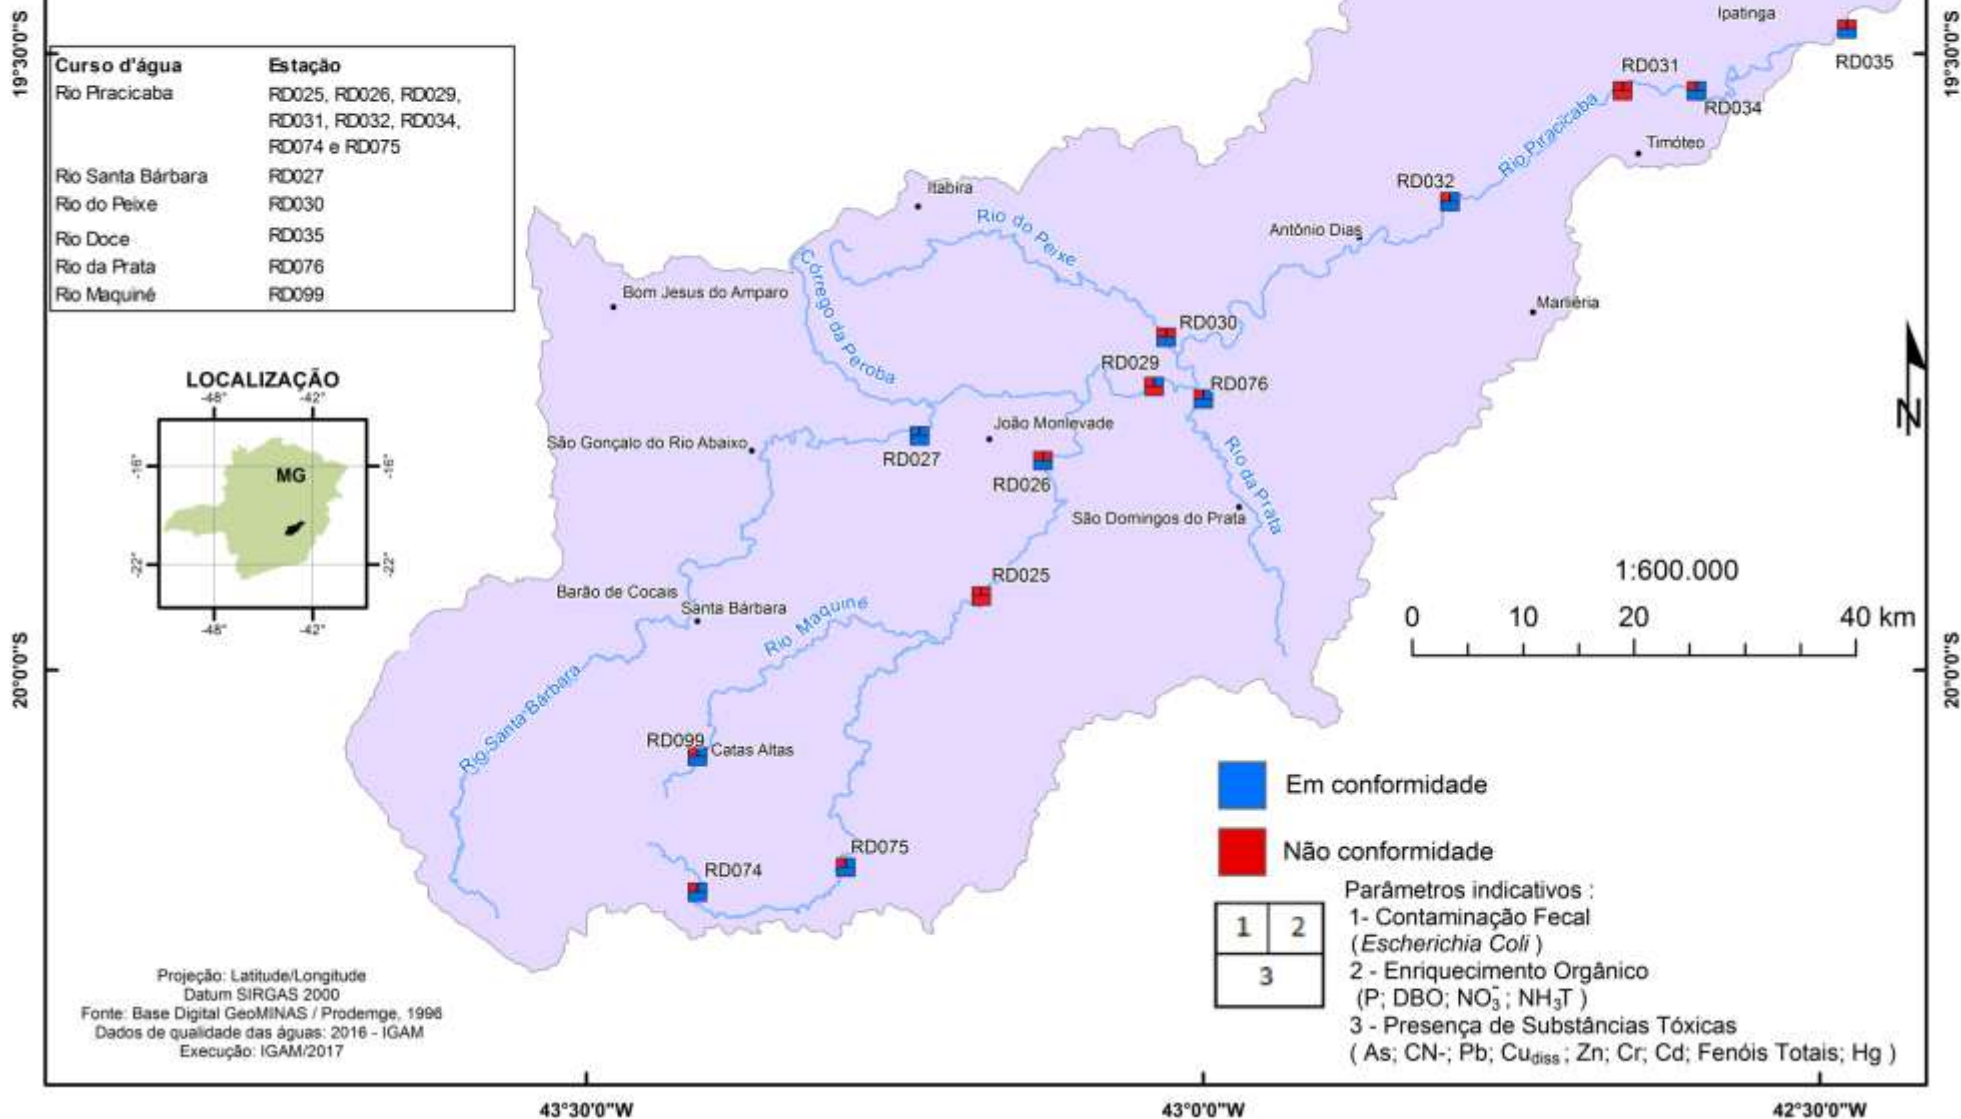 19°30'0"S
19°30'0"S
Ipatinga
RD035
RD031
RD034
Timóteo
Rio Piracicaba
RD032
Antônio Dias
Marliéria
Curso d'água Estação
Rio Piracicaba RD025, RD026, RD029,
RD031, RD032, RD034,
RD074 e RD075
Rio Santa Bárbara RD027
Rio do Peixe RD030
Rio Doce RD035
Rio da Prata RD076
Rio Maquiné RD099
Itabira
Rio do Peixe
Bom Jesus do Amparo
Córrego da Peroba
RD030
RD029
RD076
N
LOCALIZAÇÃO
-48° -42°
-16° -16°
MG
-22° -22°
-48° -42°
João Monlevade
São Gonçalo do Rio Abaixo
RD027
RD026
Rio da Prata
São Domingos do Prata
RD025
Barão de Cocais
Santa Bárbara
Rio Maquiné
1:600.000
0 10 20 40 km
20°0'0"S
20°0'0"S
Rio Santa Bárbara
RD099
Catas Altas
RD075
RD074
Em conformidade
Não conformidade
Parâmetros indicativos :
1 2
3
1- Contaminação Fecal
(Escherichia Coli )
2 - Enriquecimento Orgânico
(P; DBO; NO₃⁻; NH₃T )
3 - Presença de Substâncias Tóxicas
( As; CN-; Pb; Cudiss ; Zn; Cr; Cd; Fenóis Totais; Hg )
Projeção: Latitude/Longitude
Datum SIRGAS 2000
Fonte: Base Digital GeoMINAS / Prodemge, 1996
Dados de qualidade das águas: 2016 - IGAM
Execução: IGAM/2017
43°30'0"W
43°0'0"W
42°30'0"W